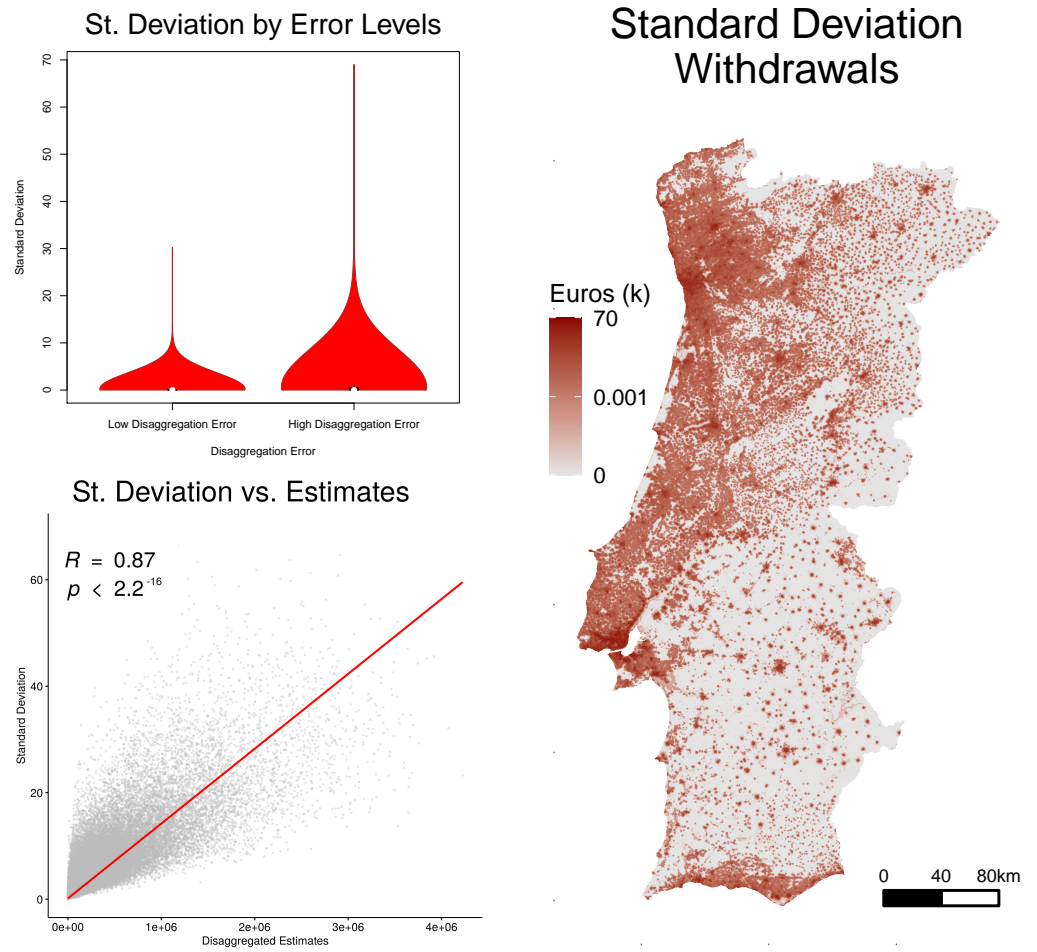 St. Deviation by Error Levels
70
60
50
40
30
20
10
0
Standard Deviation
Low Disaggregation Error
High Disaggregation Error
Disaggregation Error
St. Deviation vs. Estimates
R = 0.87
p < 2.2-16
60
40
20
0
Standard Deviation
0e+00
1e+06
2e+06
3e+06
4e+06
Disaggregated Estimates
Standard Deviation
Withdrawals
Euros (k)
70
0.001
0
0 40 80km